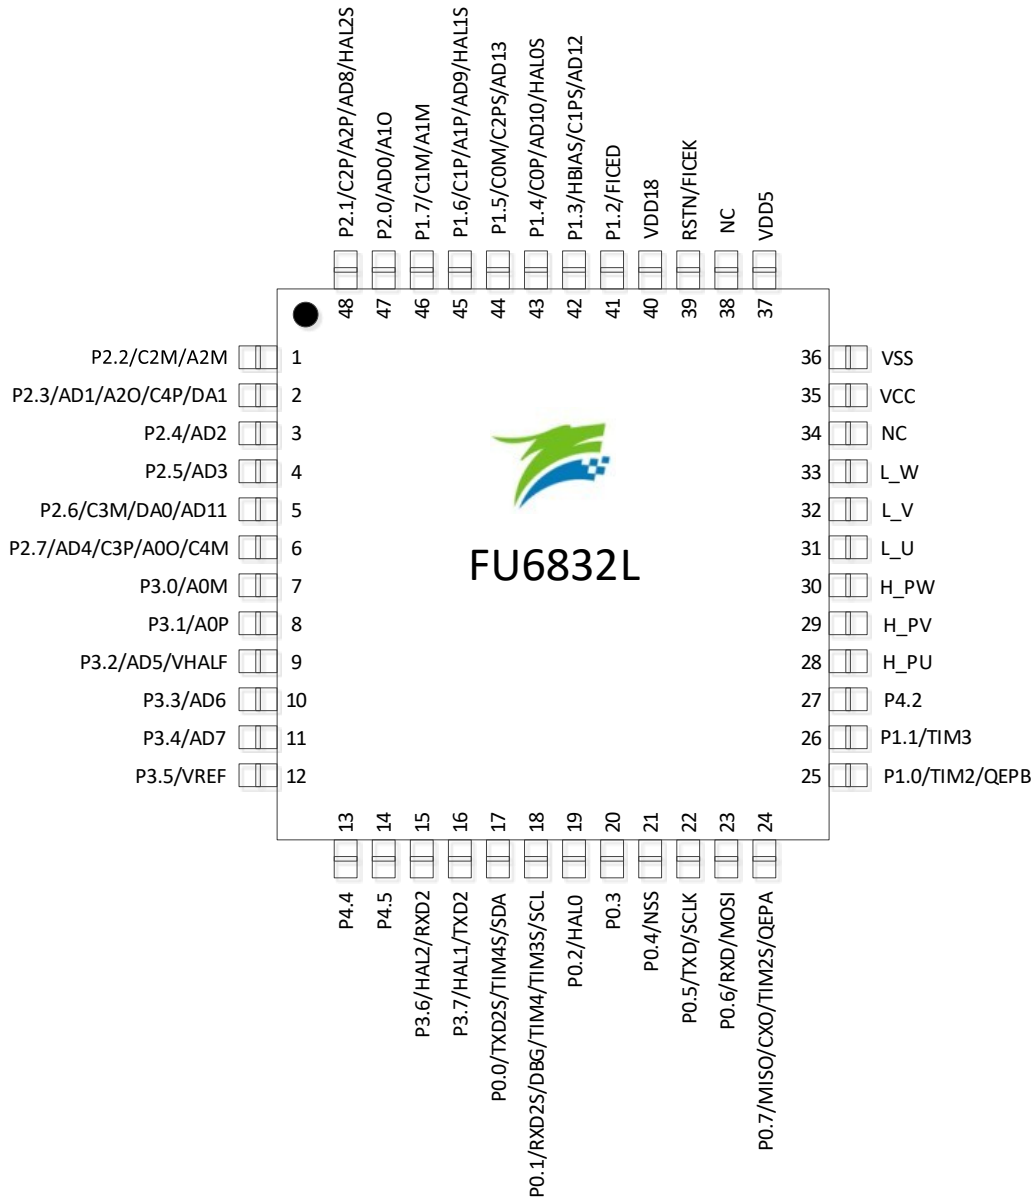 P2.1/C2P/A2P/AD8/HAL2S
P2.0/AD0/A1O
P1.7/C1M/A1M
P1.6/C1P/A1P/AD9/HAL1S
P1.5/C0M/C2PS/AD13
P1.4/C0P/AD10/HAL0S
P1.3/HBIAS/C1PS/AD12
P1.2/FICED
VDD18
RSTN/FICEK
NC
VDD5
48
47
46
45
44
43
42
41
40
39
38
37
P2.2/C2M/A2M 1
P2.3/AD1/A2O/C4P/DA1 2
P2.4/AD2 3
P2.5/AD3 4
P2.6/C3M/DA0/AD11 5
P2.7/AD4/C3P/A0O/C4M 6
P3.0/A0M 7
P3.1/A0P 8
P3.2/AD5/VHALF 9
P3.3/AD6 10
P3.4/AD7 11
P3.5/VREF 12
FU6832L
36 VSS
35 VCC
34 NC
33 L_W
32 L_V
31 L_U
30 H_PW
29 H_PV
28 H_PU
27 P4.2
26 P1.1/TIM3
25 P1.0/TIM2/QEPB
13
14
15
16
17
18
19
20
21
22
23
24
P4.4
P4.5
P3.6/HAL2/RXD2
P3.7/HAL1/TXD2
P0.0/TXD2S/TIM4S/SDA
P0.1/RXD2S/DBG/TIM4/TIM3S/SCL
P0.2/HAL0
P0.3
P0.4/NSS
P0.5/TXD/SCLK
P0.6/RXD/MOSI
P0.7/MISO/CXO/TIM2S/QEPA